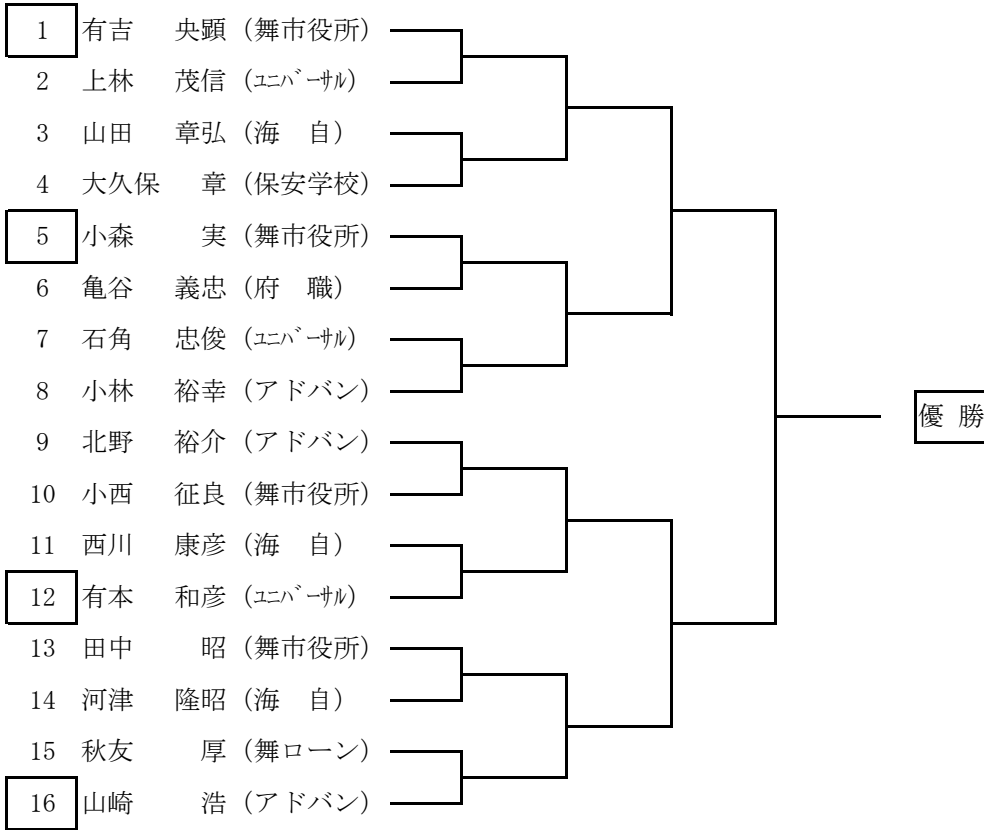 1 有吉　央顕（舞市役所）
2 上林　茂信（ﾕﾆﾊﾞｰｻﾙ）
3 山田　章弘（海　自）
4 大久保　章（保安学校）
5 小森　　実（舞市役所）
6 亀谷　義忠（府　職）
7 石角　忠俊（ﾕﾆﾊﾞｰｻﾙ）
8 小林　裕幸（アドバン）
優 勝
9 北野　裕介（アドバン）
10 小西　征良（舞市役所）
11 西川　康彦（海　自）
12 有本　和彦（ﾕﾆﾊﾞｰｻﾙ）
13 田中　　昭（舞市役所）
14 河津　隆昭（海　自）
15 秋友　　厚（舞ローン）
16 山崎　　浩（アドバン）